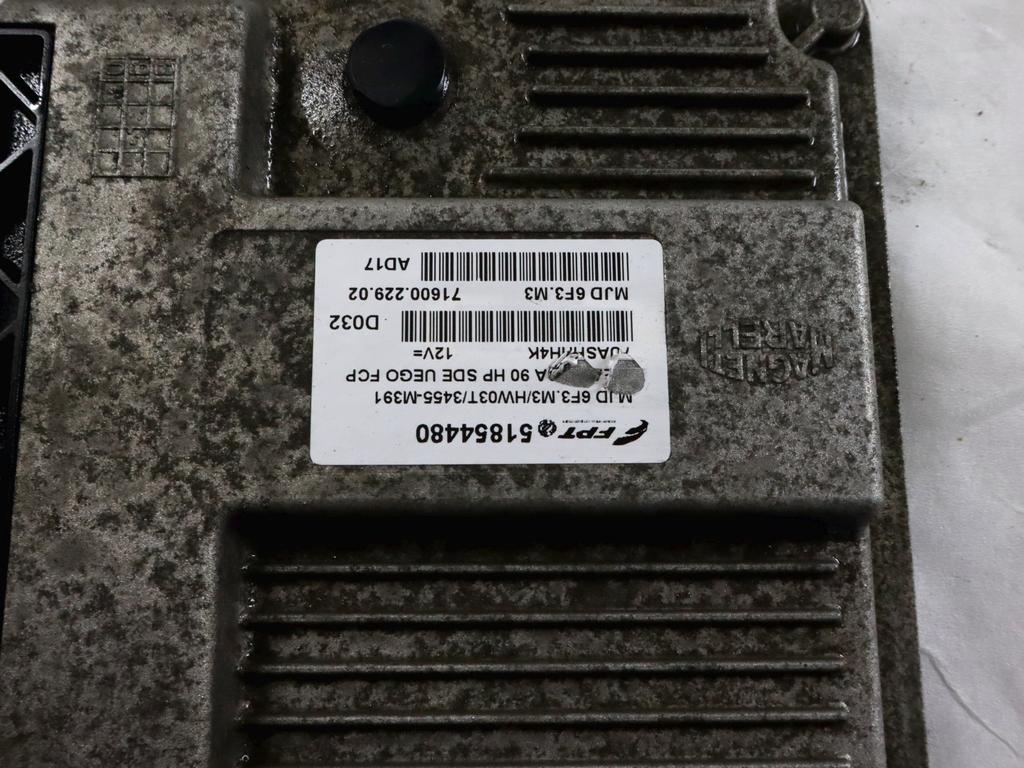 FPT 51854480
MJD 6F3.M3/HW03T/3455-M391
90 HP SDE UEGO FCP
12V=
D032
MJD 6F3.M3 71600.229.02
AD17
MAGNETI
MARELLI